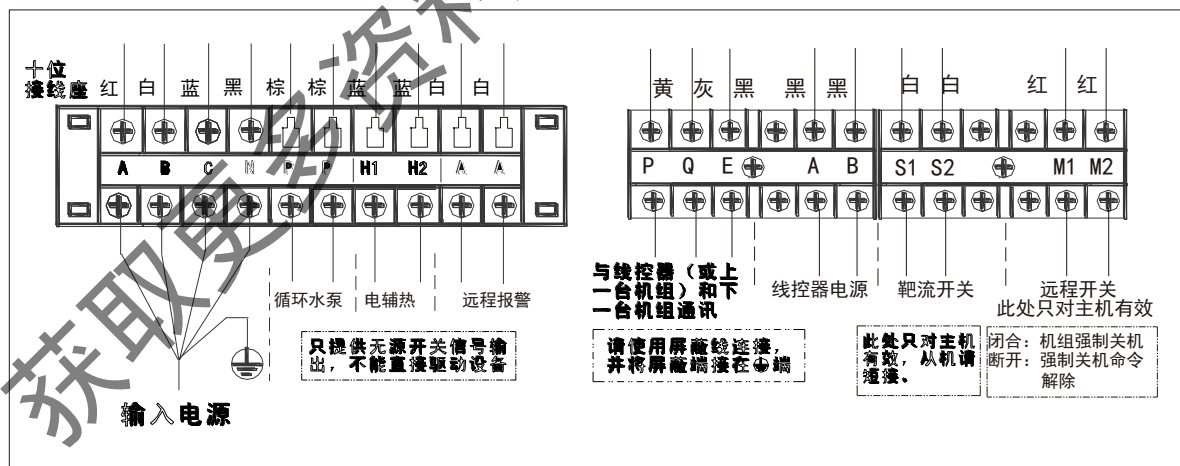 十位
接线座
红 白 蓝 黑 棕 棕 蓝 蓝 白 白
A B C N P P H1 H2 A A
循环水泵 电辅热 远程报警
只提供无源开关信号输
出，不能直接驱动设备
输入电源
黄 灰 黑 黑 黑 白 白 红 红
P Q E A B S1 S2 M1 M2
与线控器（或上
一台机组）和下
一台机组通讯
线控器电源 靶流开关 远程开关
此处只对主机有效
请使用屏蔽线连接，
并将屏蔽端接在⏚端
此处只对主机
有效，从机请
短接。
闭合：机组强制关机
断开：强制关机命令
解除
获取更多资料